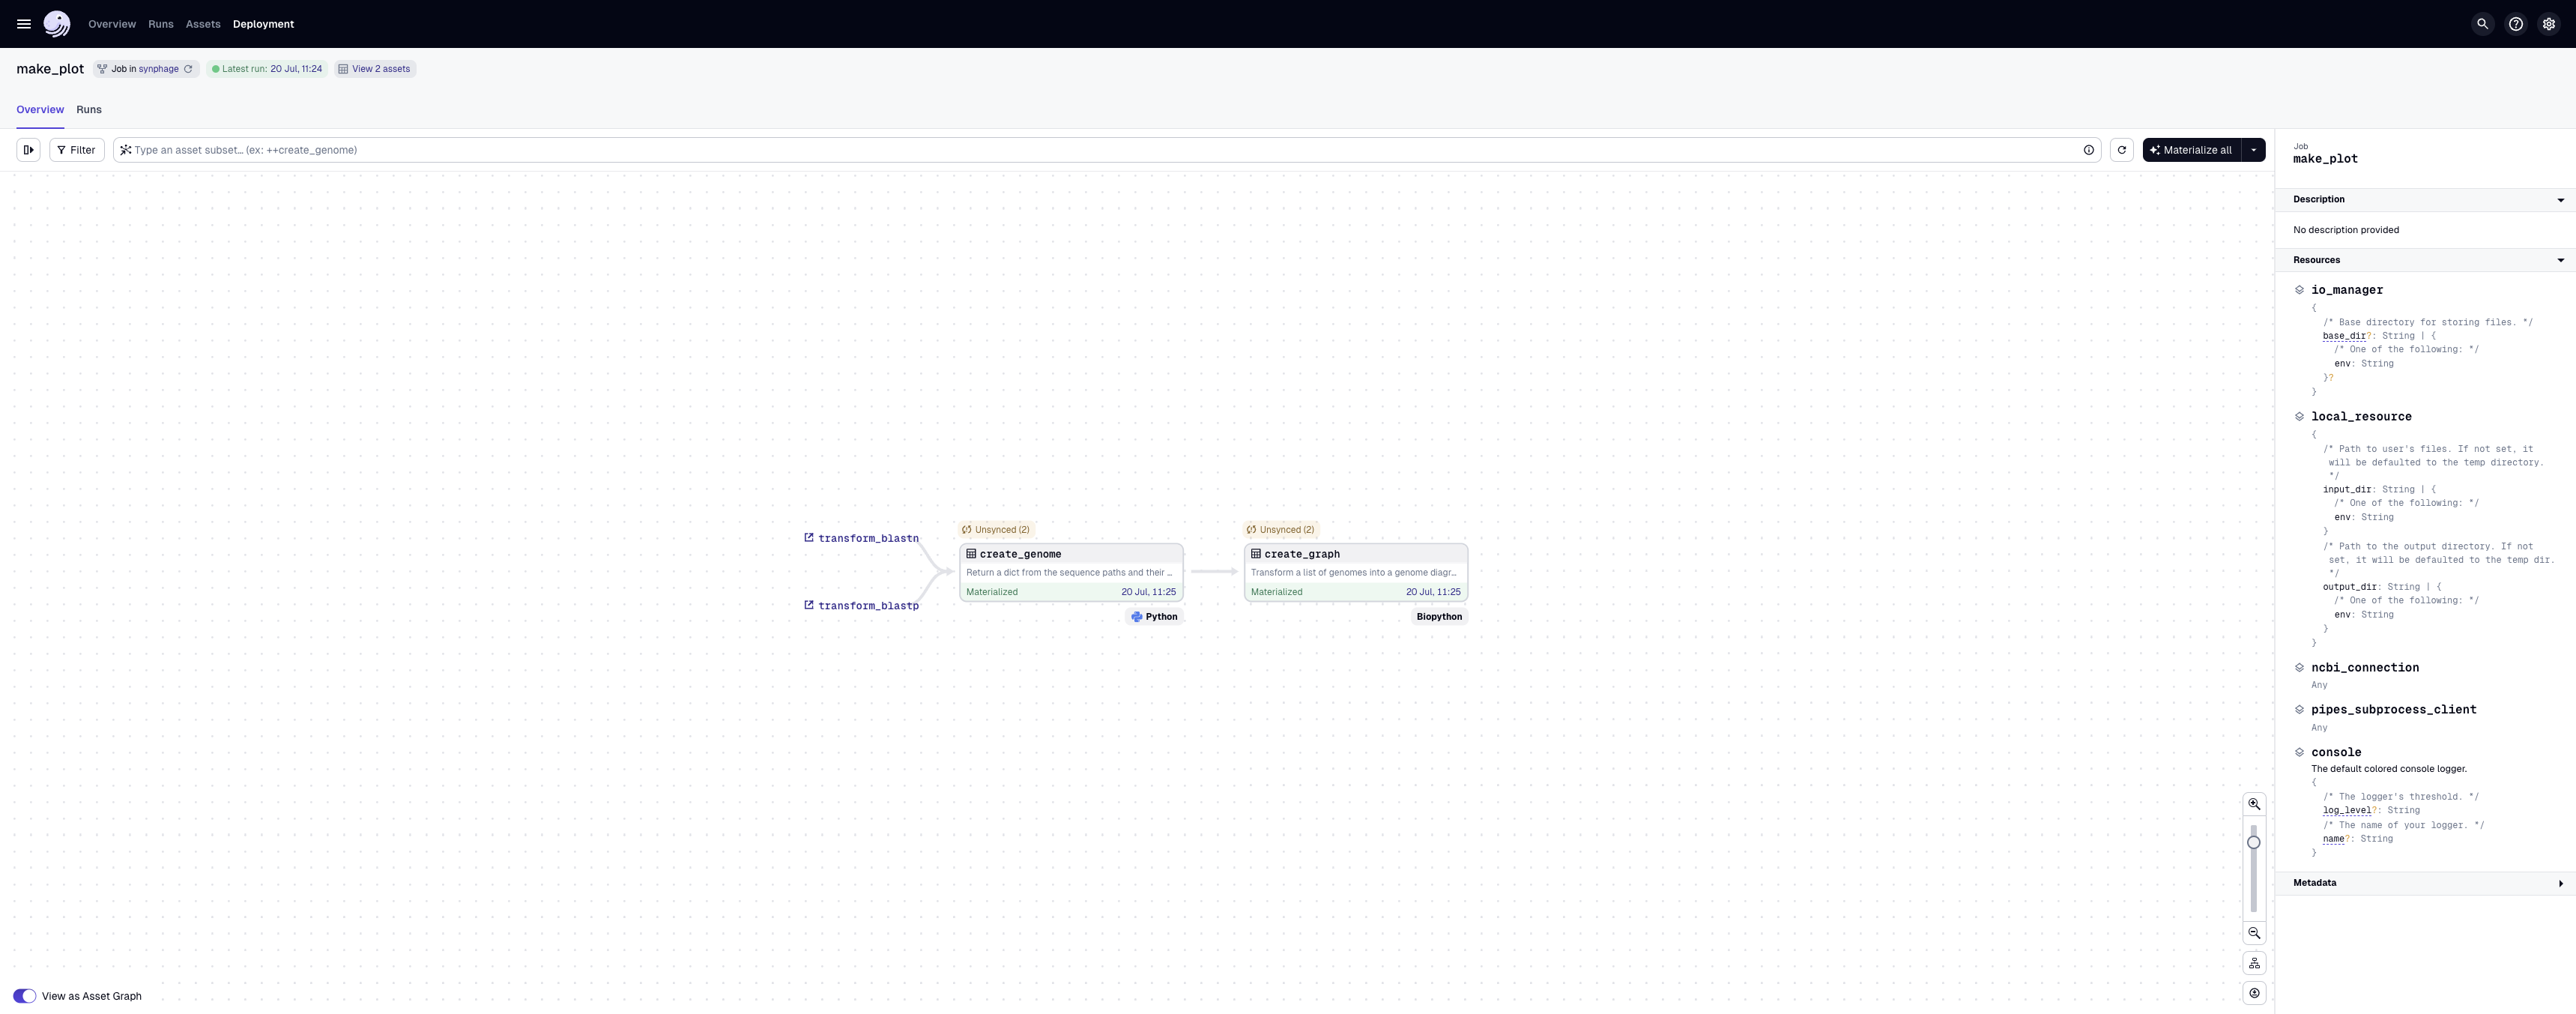 Overview Runs Assets Deployment
make_plot Job in synphage Latest run: 20 Jul, 11:24 View 2 assets
Overview Runs
Filter Type an asset subset… (ex: ++create_genome) Materialize all
transform_blastn
transform_blastp
Unsynced (2)
create_genome
Return a dict from the sequence paths and their …
Materialized 20 Jul, 11:25
Python
Unsynced (2)
create_graph
Transform a list of genomes into a genome diagr…
Materialized 20 Jul, 11:25
Biopython
View as Asset Graph
Job
make_plot
Description
No description provided
Resources
io_manager
{
/* Base directory for storing files. */
base_dir?: String | {
/* One of the following: */
env: String
}?
}
local_resource
{
/* Path to user's files. If not set, it
will be defaulted to the temp directory.
*/
input_dir: String | {
/* One of the following: */
env: String
}
/* Path to the output directory. If not
set, it will be defaulted to the temp dir.
*/
output_dir: String | {
/* One of the following: */
env: String
}
}
ncbi_connection
Any
pipes_subprocess_client
Any
console
The default colored console logger.
{
/* The logger's threshold. */
log_level?: String
/* The name of your logger. */
name?: String
}
Metadata